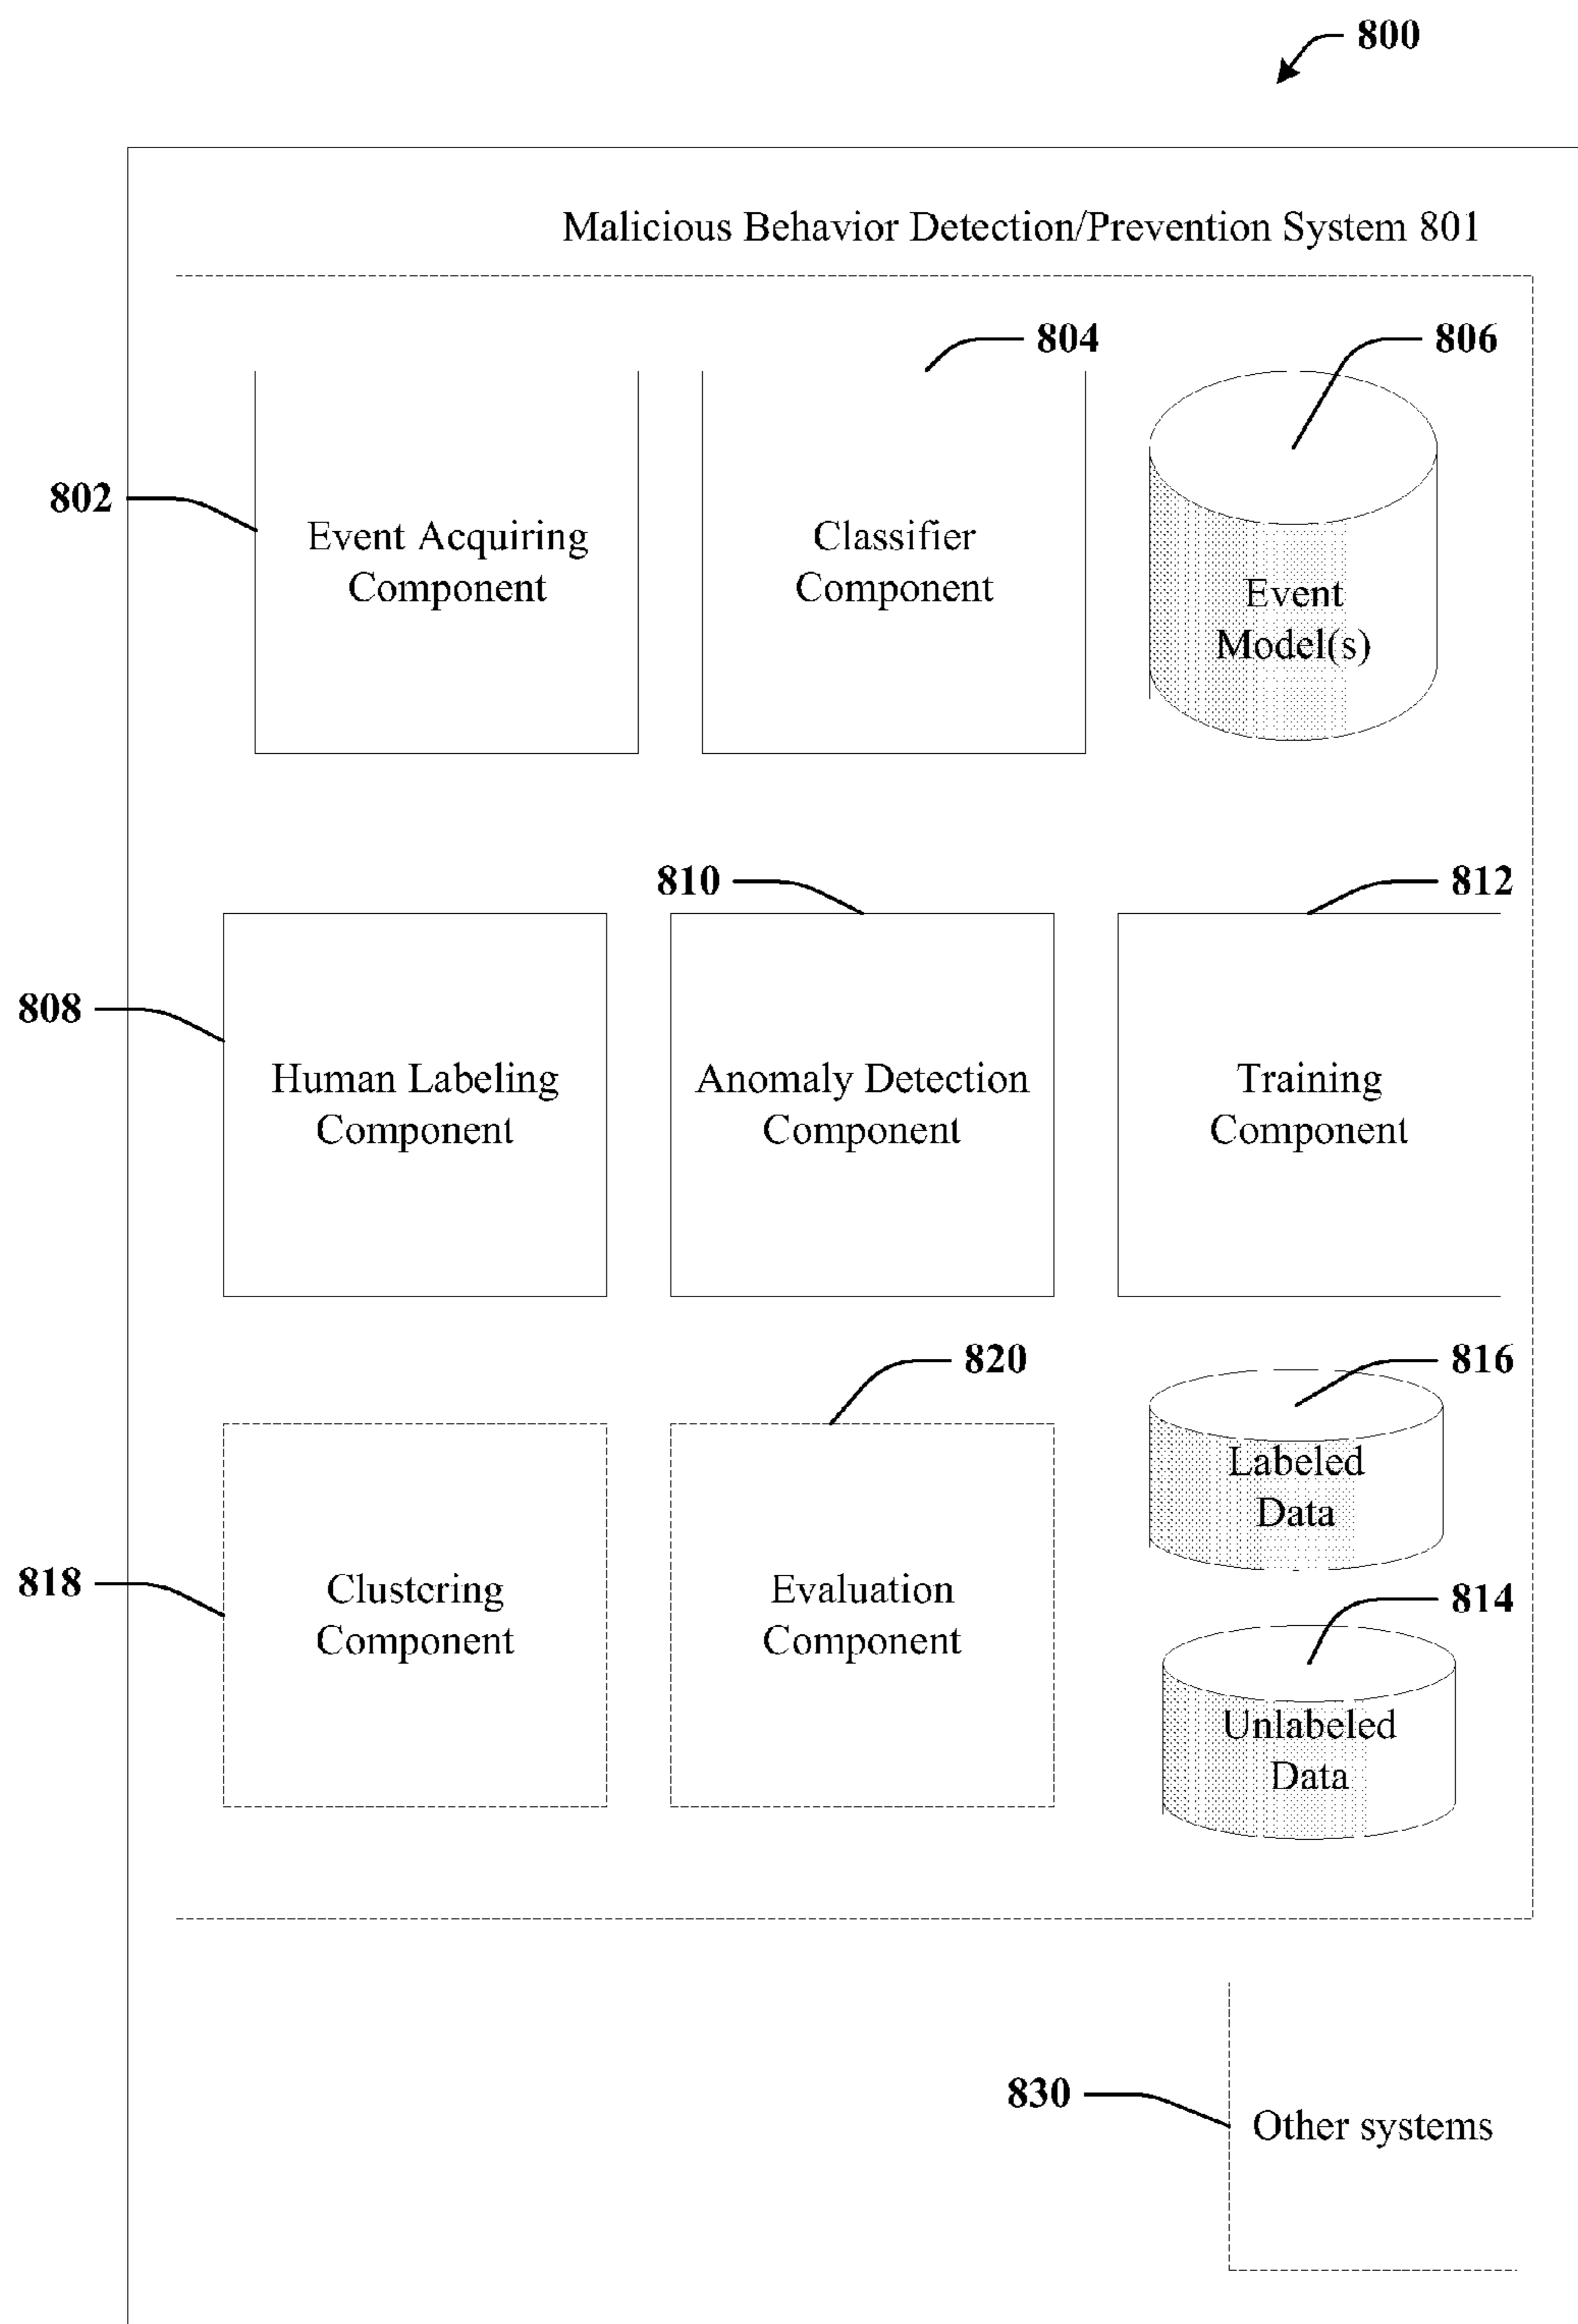 800
Malicious Behavior Detection/Prevention System 801
804
806
802
Event Acquiring
Component
Classifier
Component
Event
Model(s)
810
812
808
Human Labeling
Component
Anomaly Detection
Component
Training
Component
820
816
Labeled
Data
818
Clustering
Component
Evaluation
Component
814
Unlabeled
Data
830
Other systems